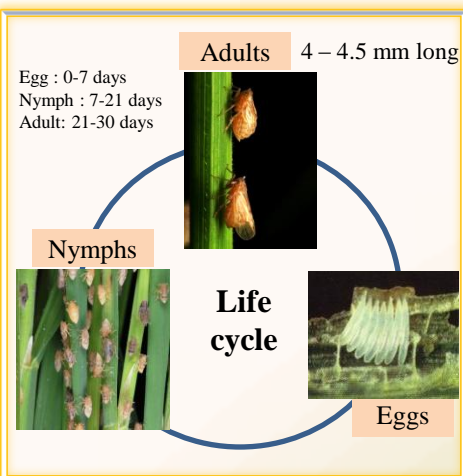 Adults
4 – 4.5 mm long
Egg : 0-7 days
Nymph : 7-21 days
Adult: 21-30 days
Nymphs
Life
cycle
Eggs